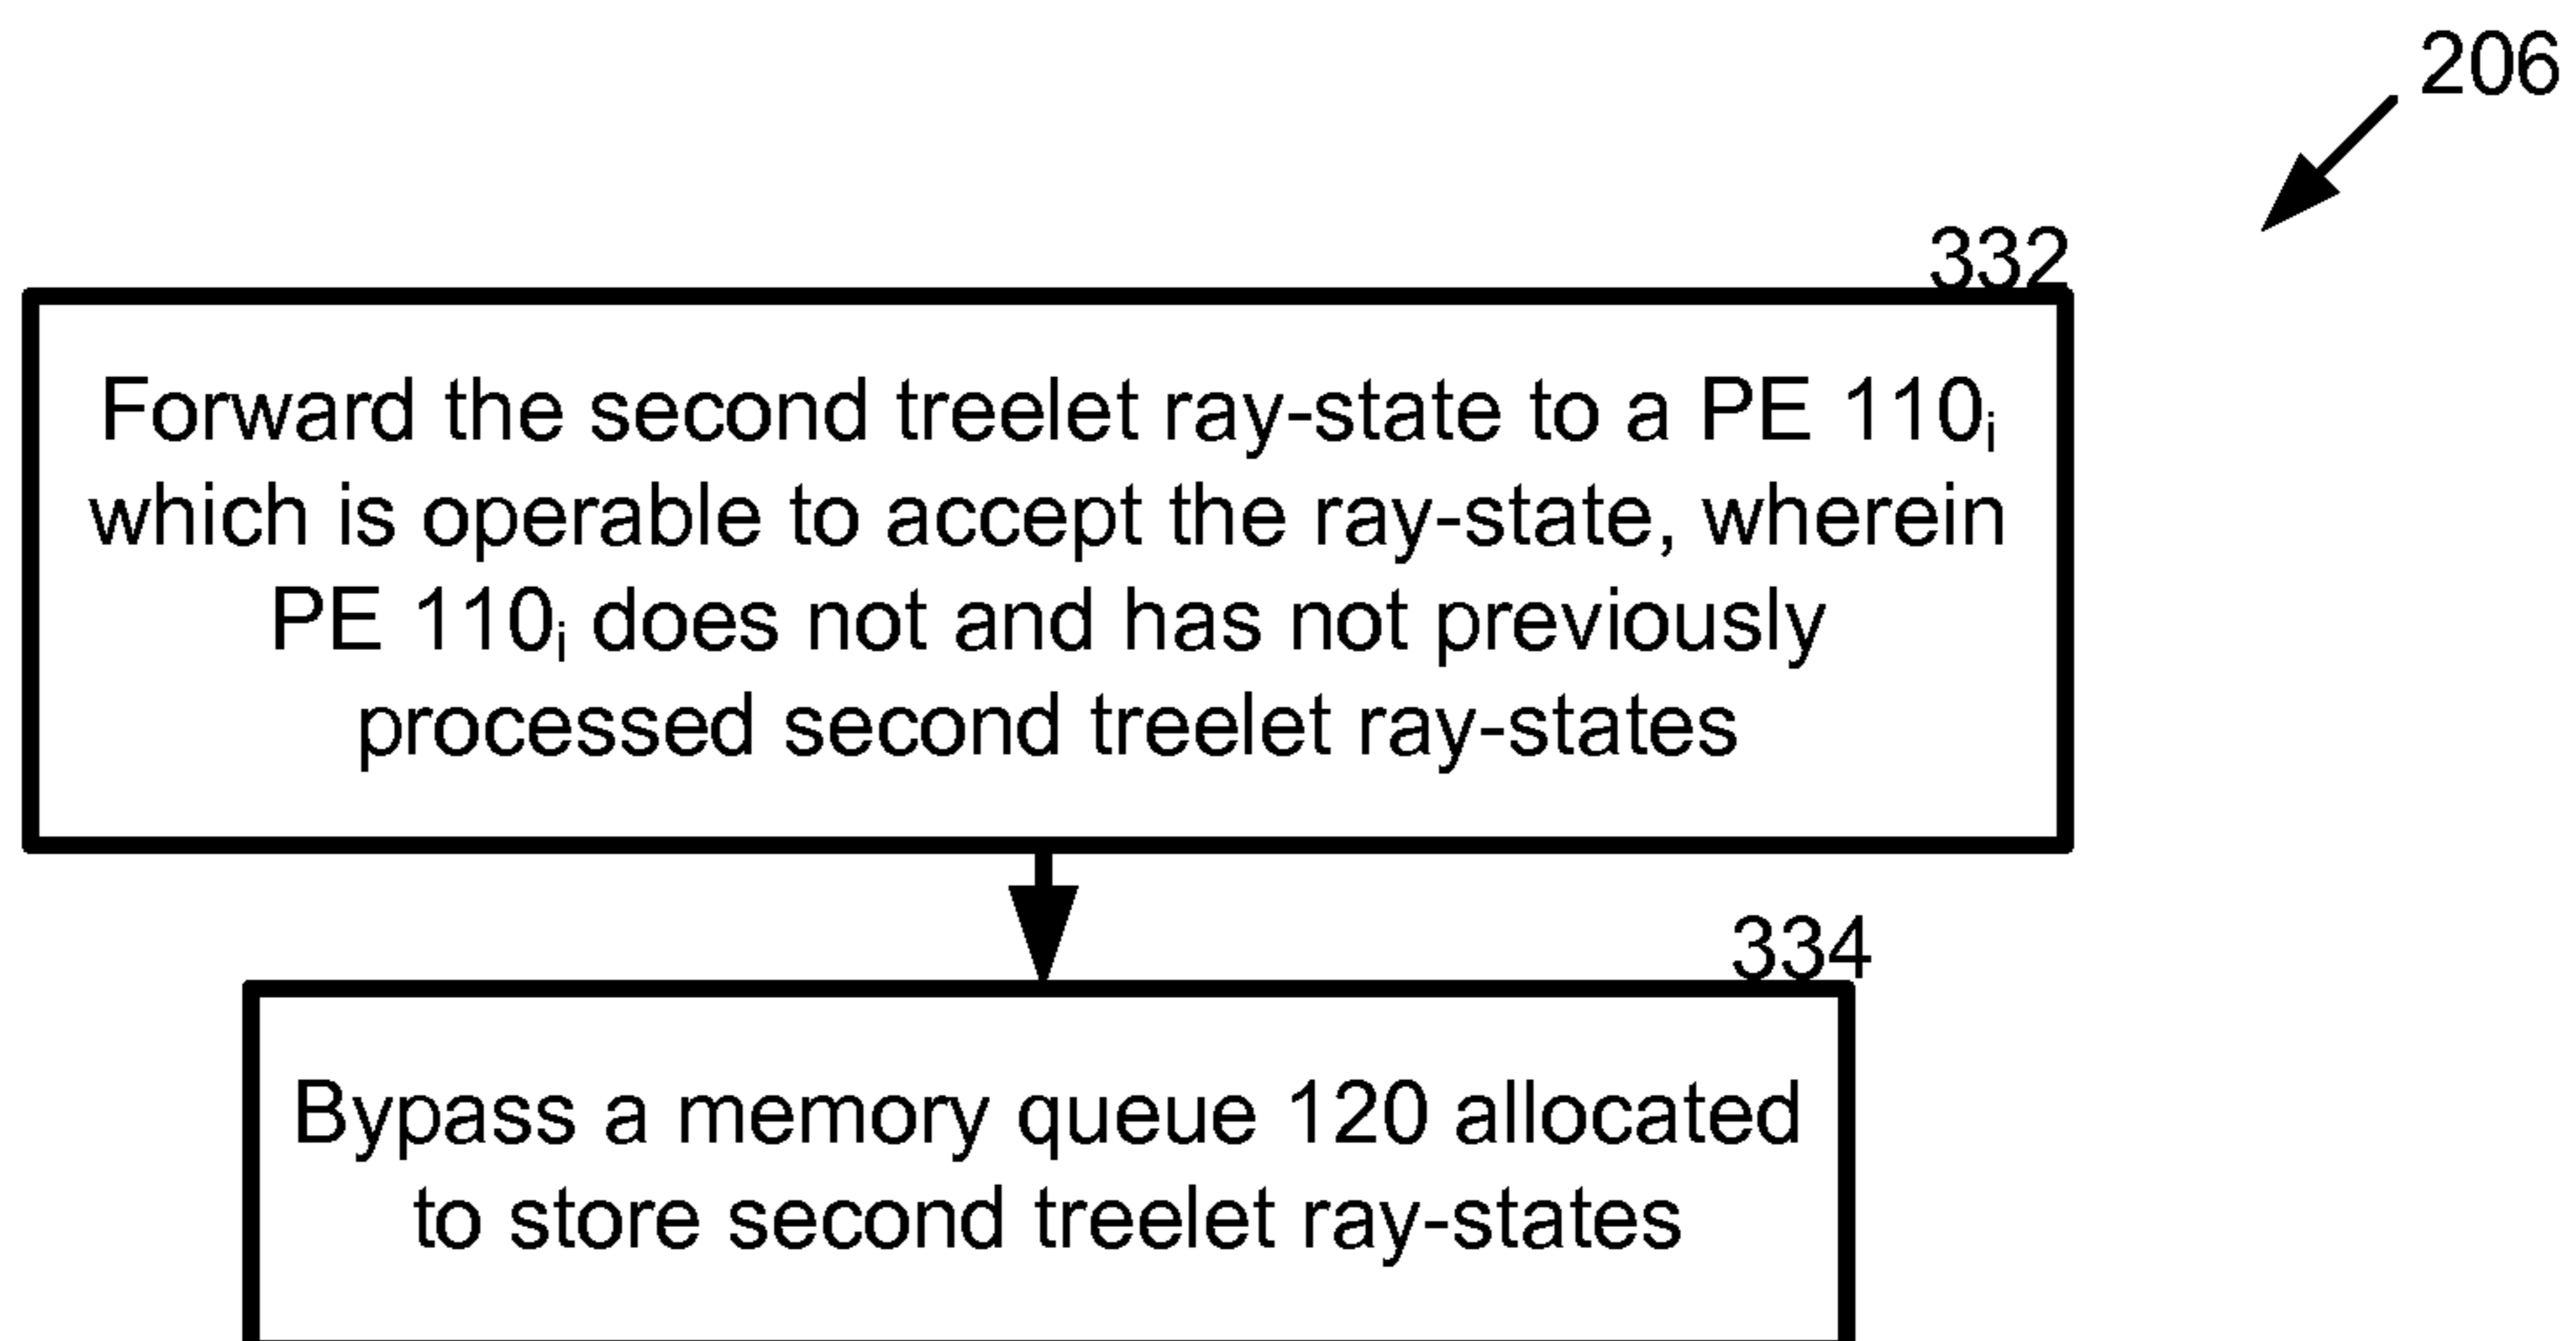 206
332
Forward the second treelet ray-state to a PE 110ᵢ
which is operable to accept the ray-state, wherein
PE 110ᵢ does not and has not previously
processed second treelet ray-states
334
Bypass a memory queue 120 allocated
to store second treelet ray-states